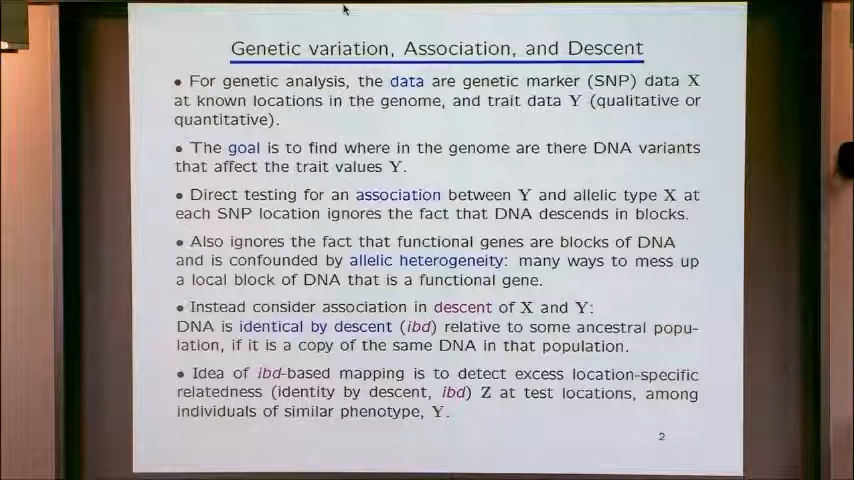 Genetic variation, Association, and Descent
• For genetic analysis, the data are genetic marker (SNP) data X
at known locations in the genome, and trait data Y (qualitative or
quantitative).
• The goal is to find where in the genome are there DNA variants
that affect the trait values Y.
• Direct testing for an association between Y and allelic type X at
each SNP location ignores the fact that DNA descends in blocks.
• Also ignores the fact that functional genes are blocks of DNA
and is confounded by allelic heterogeneity: many ways to mess up
a local block of DNA that is a functional gene.
• Instead consider association in descent of X and Y:
DNA is identical by descent (ibd) relative to some ancestral popu-
lation, if it is a copy of the same DNA in that population.
• Idea of ibd-based mapping is to detect excess location-specific
relatedness (identity by descent, ibd) Z at test locations, among
individuals of similar phenotype, Y.
2